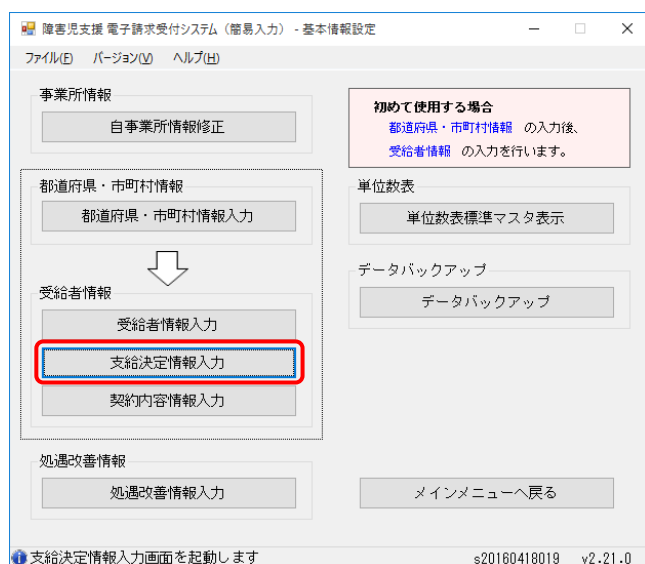 障害児支援 電子請求受付システム（簡易入力） - 基本情報設定
ファイル(F) バージョン(V) ヘルプ(H)
事業所情報
自事業所情報修正
初めて使用する場合
都道府県・市町村情報 の入力後、
受給者情報 の入力を行います。
都道府県・市町村情報
都道府県・市町村情報入力
単位数表
単位数表標準マスタ表示
データバックアップ
データバックアップ
受給者情報
受給者情報入力
支給決定情報入力
契約内容情報入力
処遇改善情報
処遇改善情報入力
メインメニューへ戻る
支給決定情報入力画面を起動します s20160418019 v2.21.0